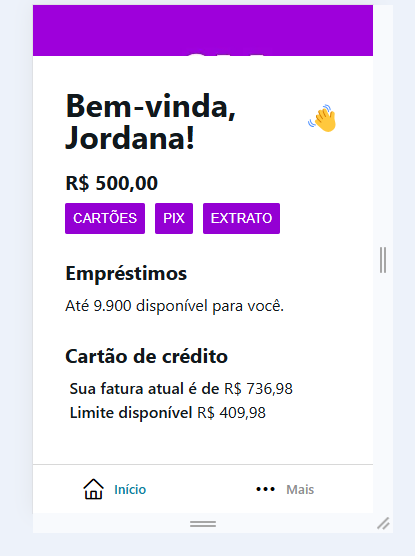 Bem-vinda,
Jordana!
R$ 500,00
CARTÕES PIX EXTRATO
Empréstimos
Até 9.900 disponível para você.
Cartão de crédito
Sua fatura atual é de R$ 736,98
Limite disponível R$ 409,98
Início Mais